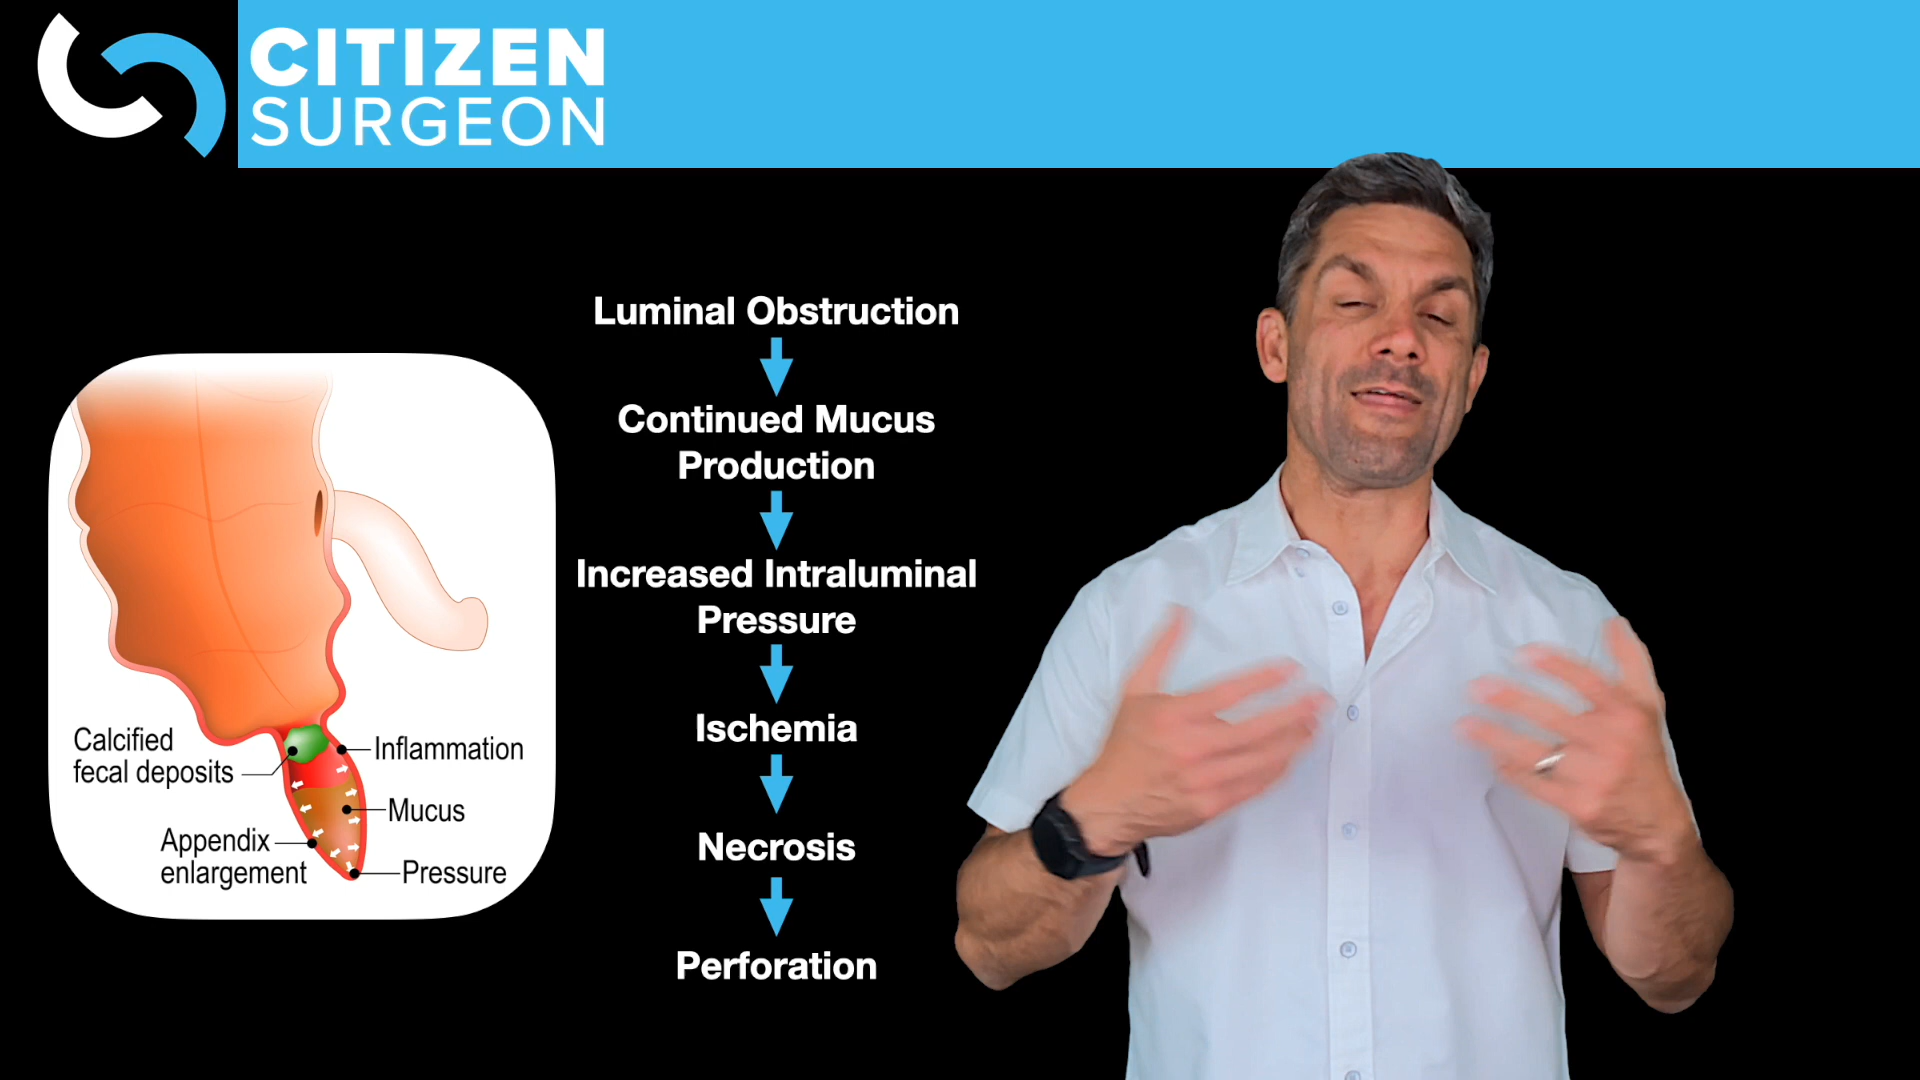 CITIZEN
SURGEON
Luminal Obstruction
Continued Mucus
Production
Increased Intraluminal
Pressure
Ischemia
Necrosis
Perforation
Calcified
fecal deposits
Inflammation
Mucus
Appendix
enlargement
Pressure